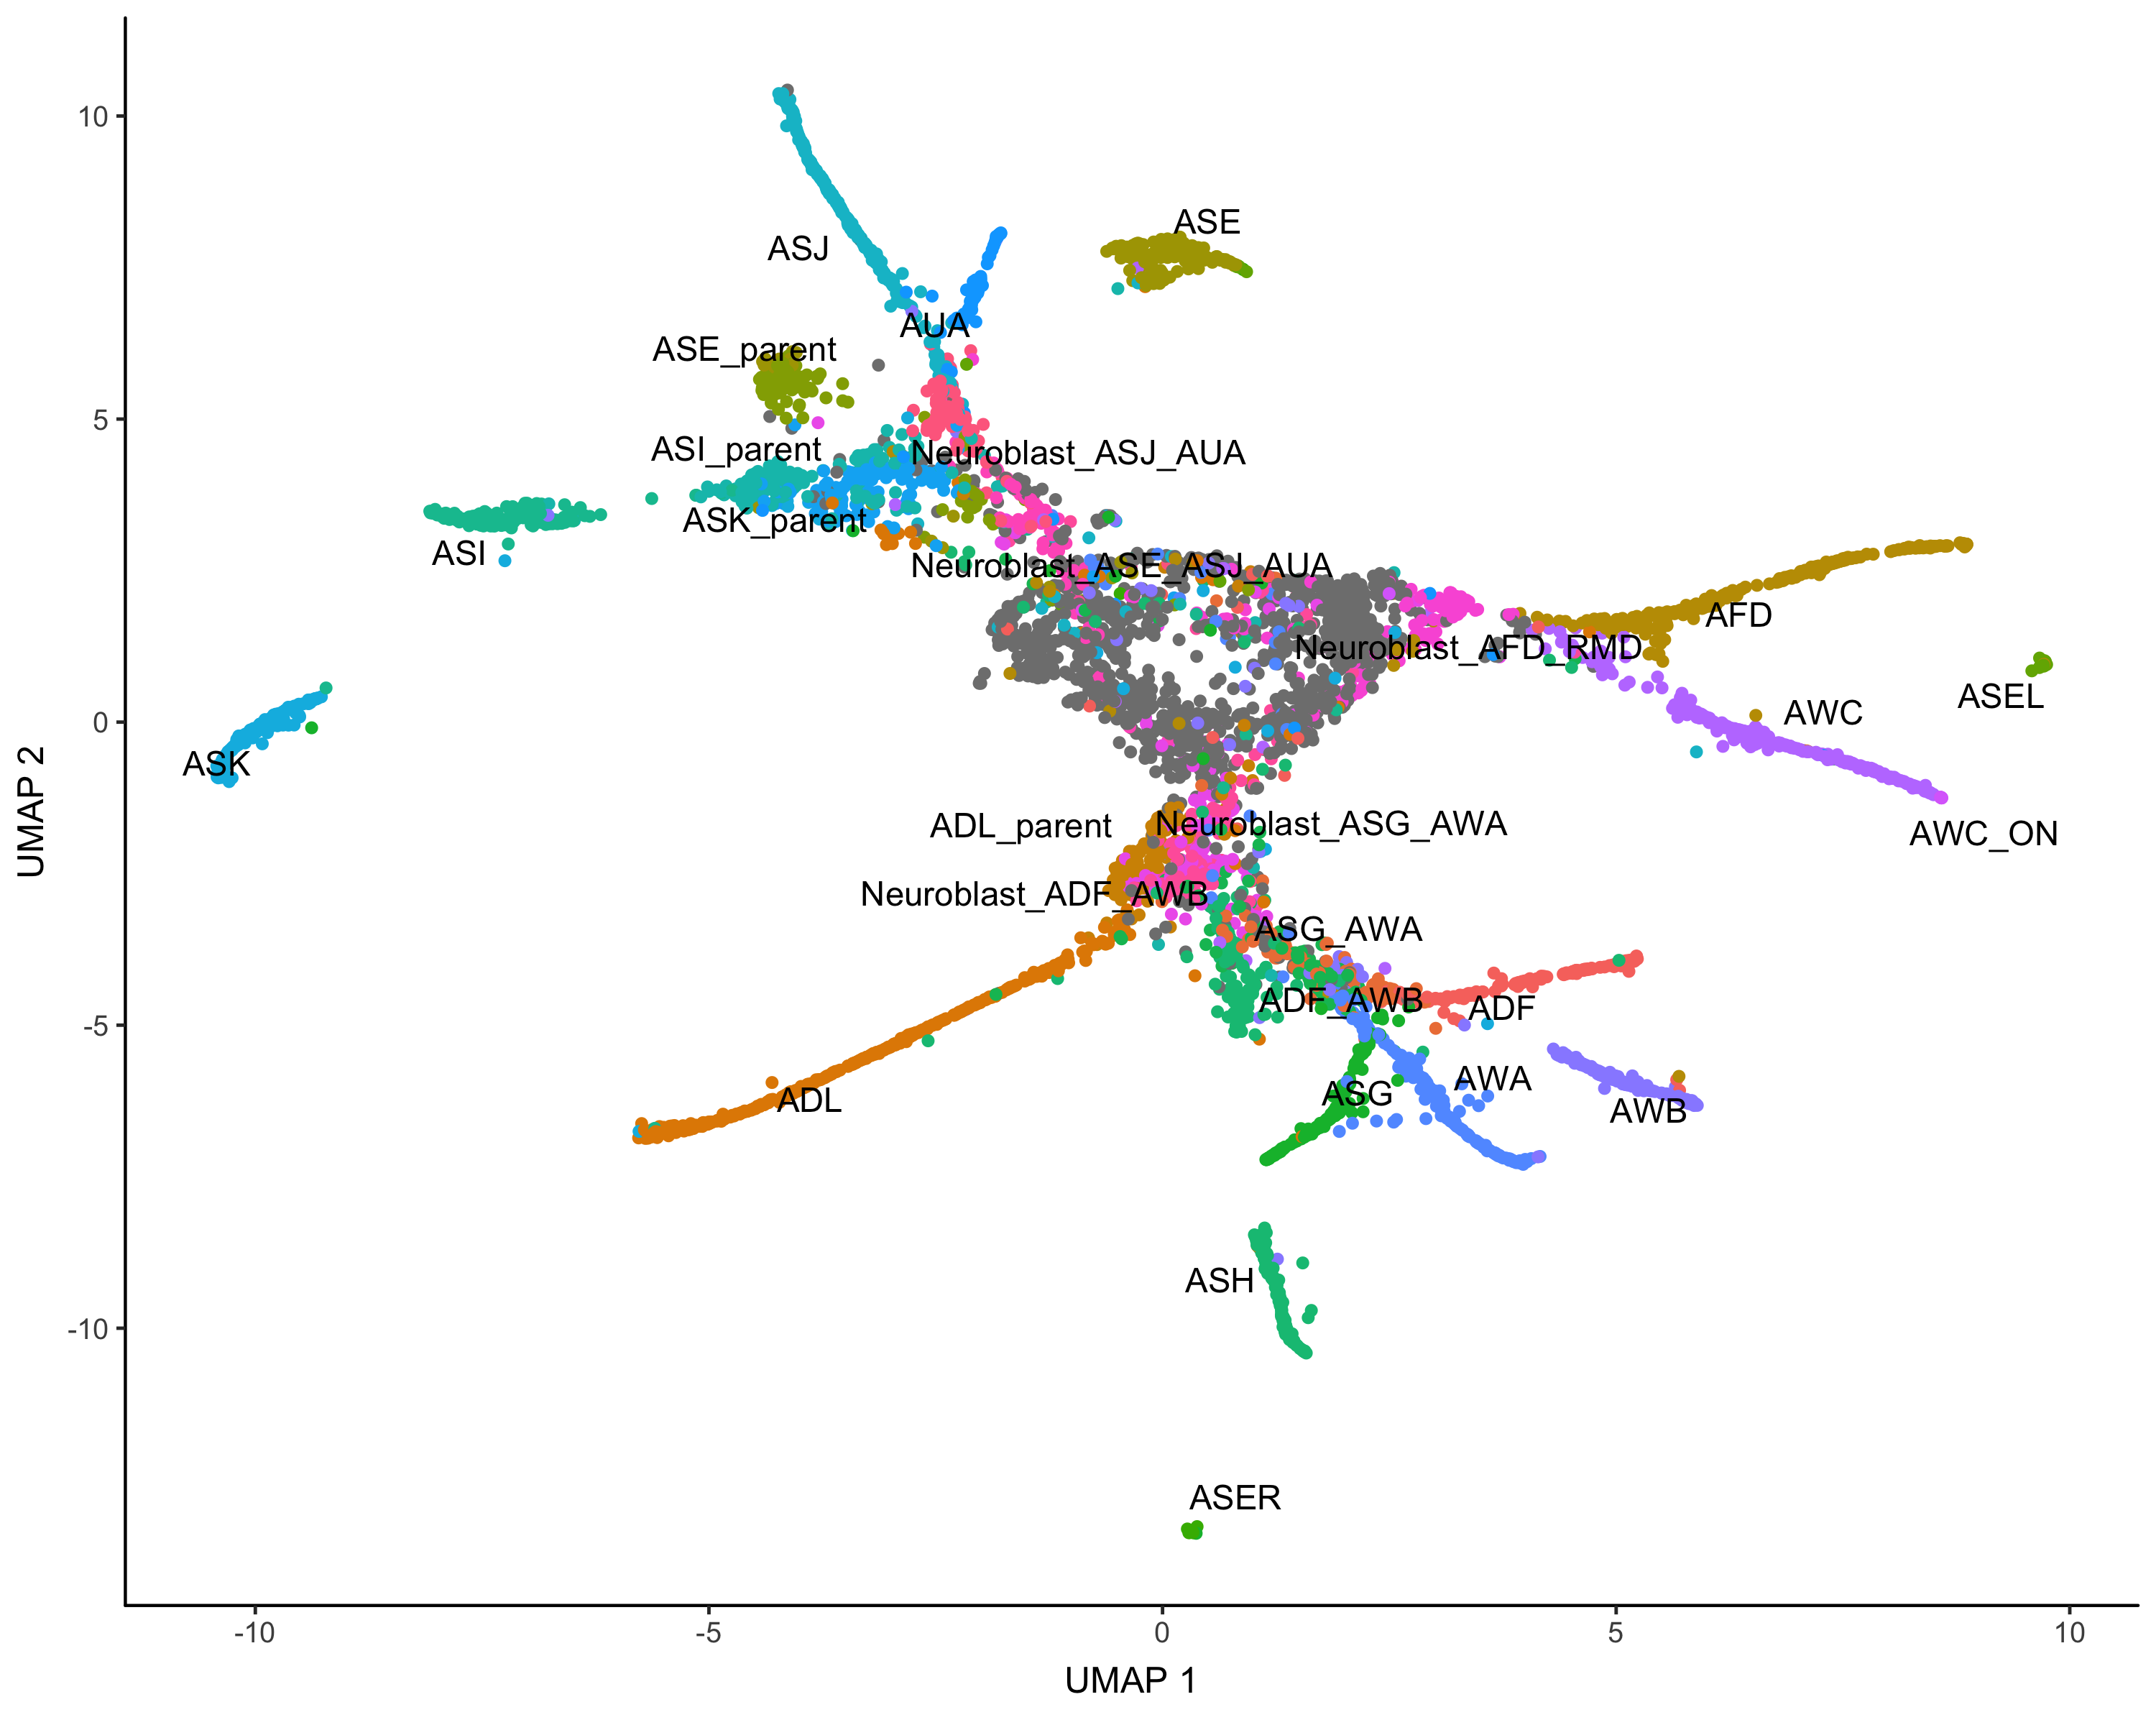 10
5
0
-5
-10
UMAP 2
ASJ
ASE
AUA
ASE_parent
ASI_parent
Neuroblast_ASJ_AUA
ASK_parent
ASI
Neuroblast_ASE_ASJ_AUA
AFD
Neuroblast_AFD_RMD
ASEL
AWC
ASK
ADL_parent
Neuroblast_ASG_AWA
AWC_ON
Neuroblast_ADF_AWB
ASG_AWA
ADF_AWB
ADF
AWA
ASG
ADL
AWB
ASH
ASER
-10
-5
0
5
10
UMAP 1